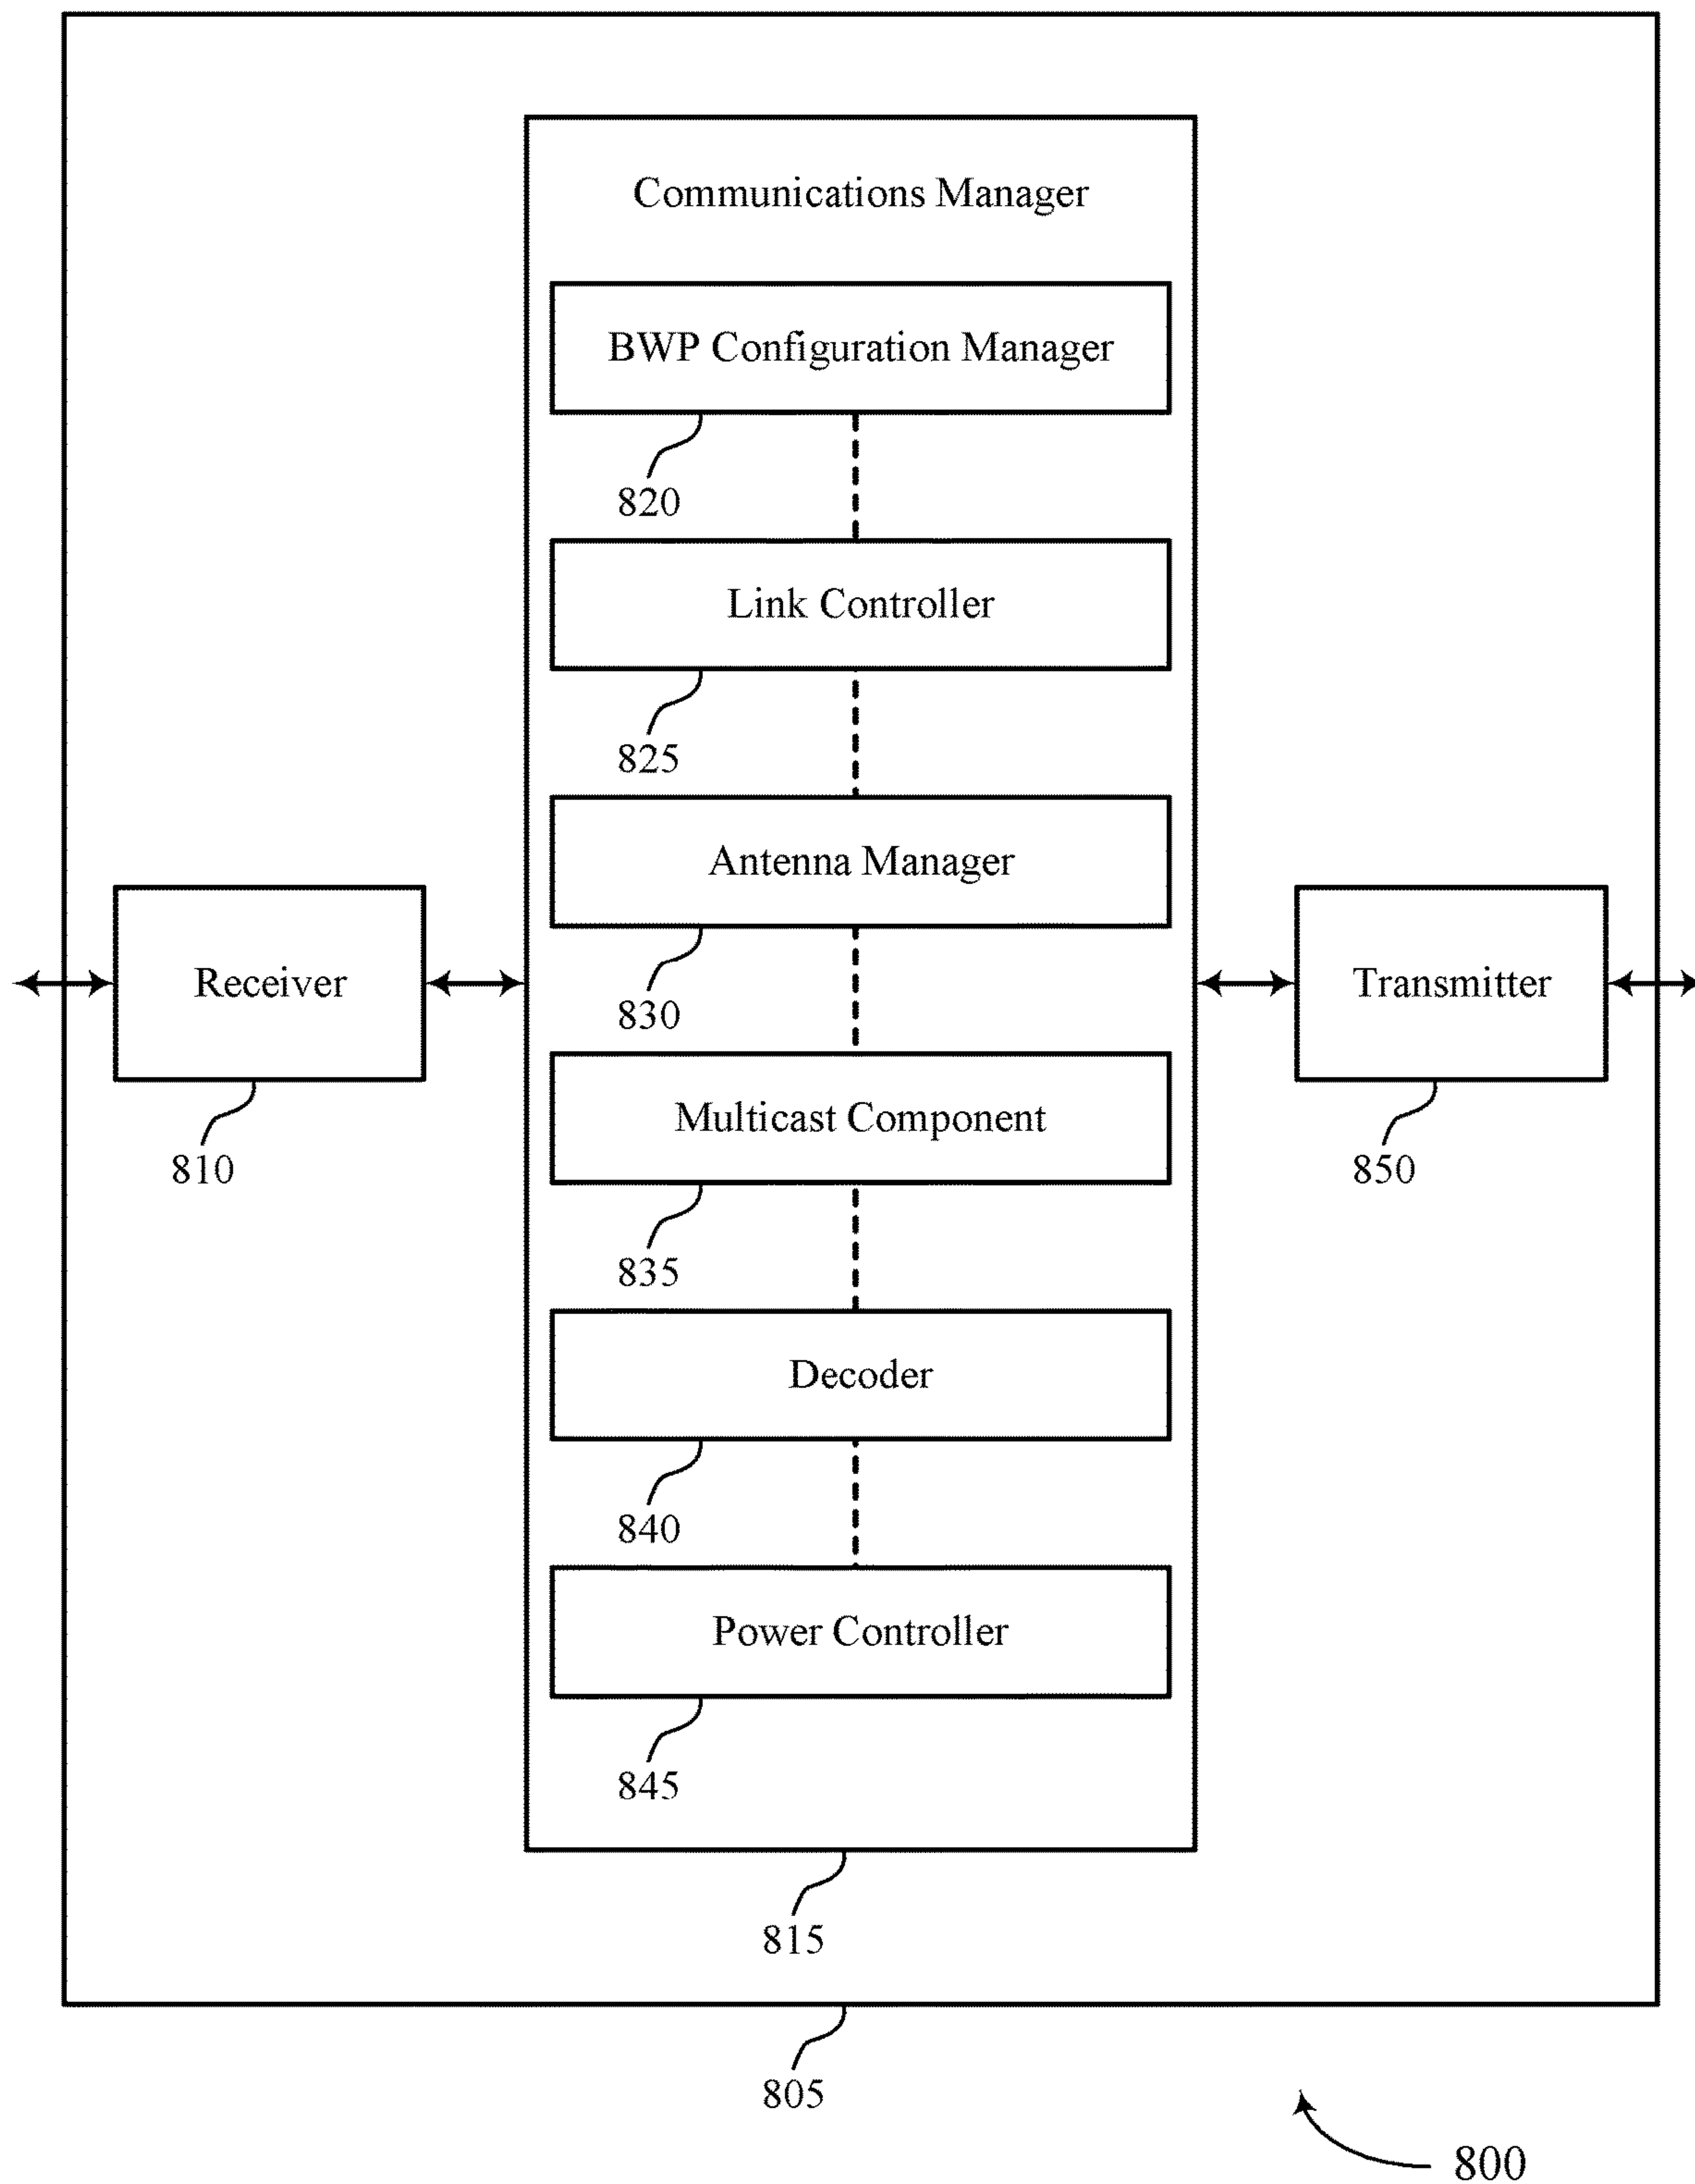 Communications Manager
BWP Configuration Manager
820
Link Controller
825
Antenna Manager
830
Receiver
810
Transmitter
850
Multicast Component
835
Decoder
840
Power Controller
845
815
805
800